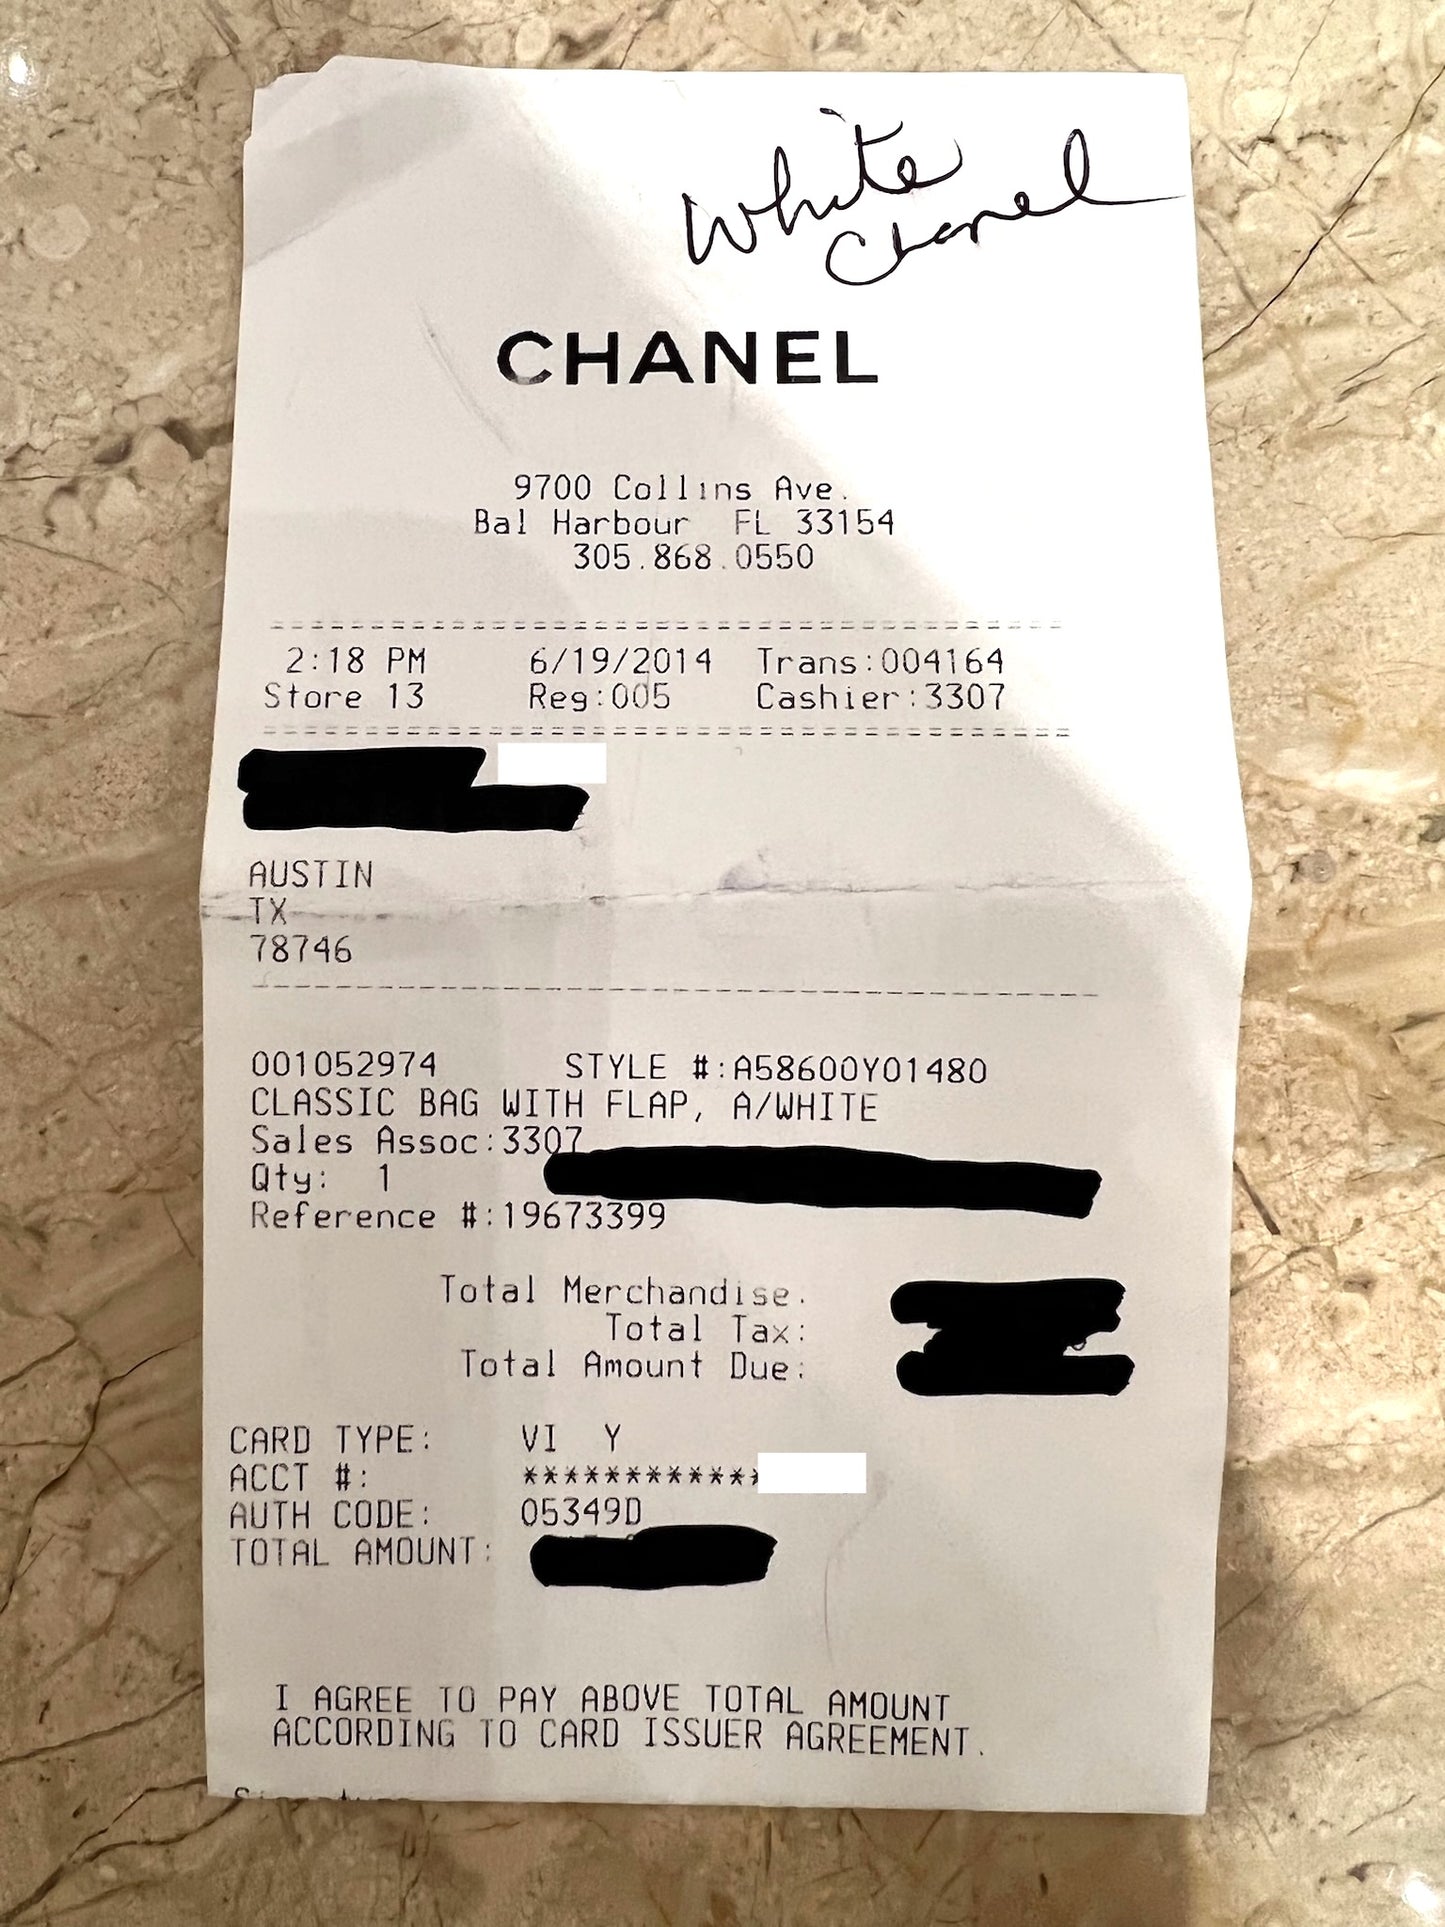 White
Chanel
CHANEL
9700 Collins Ave.
Bal Harbour FL 33154
305.868.0550
2:18 PM 6/19/2014 Trans:004164
Store 13 Reg:005 Cashier:3307
AUSTIN
TX
78746
001052974 STYLE #:A58600Y01480
CLASSIC BAG WITH FLAP, A/WHITE
Sales Assoc:3307
Qty: 1
Reference #:19673399
Total Merchandise:
Total Tax:
Total Amount Due:
CARD TYPE: VI Y
ACCT #: ************
AUTH CODE: 05349D
TOTAL AMOUNT:
I AGREE TO PAY ABOVE TOTAL AMOUNT
ACCORDING TO CARD ISSUER AGREEMENT.